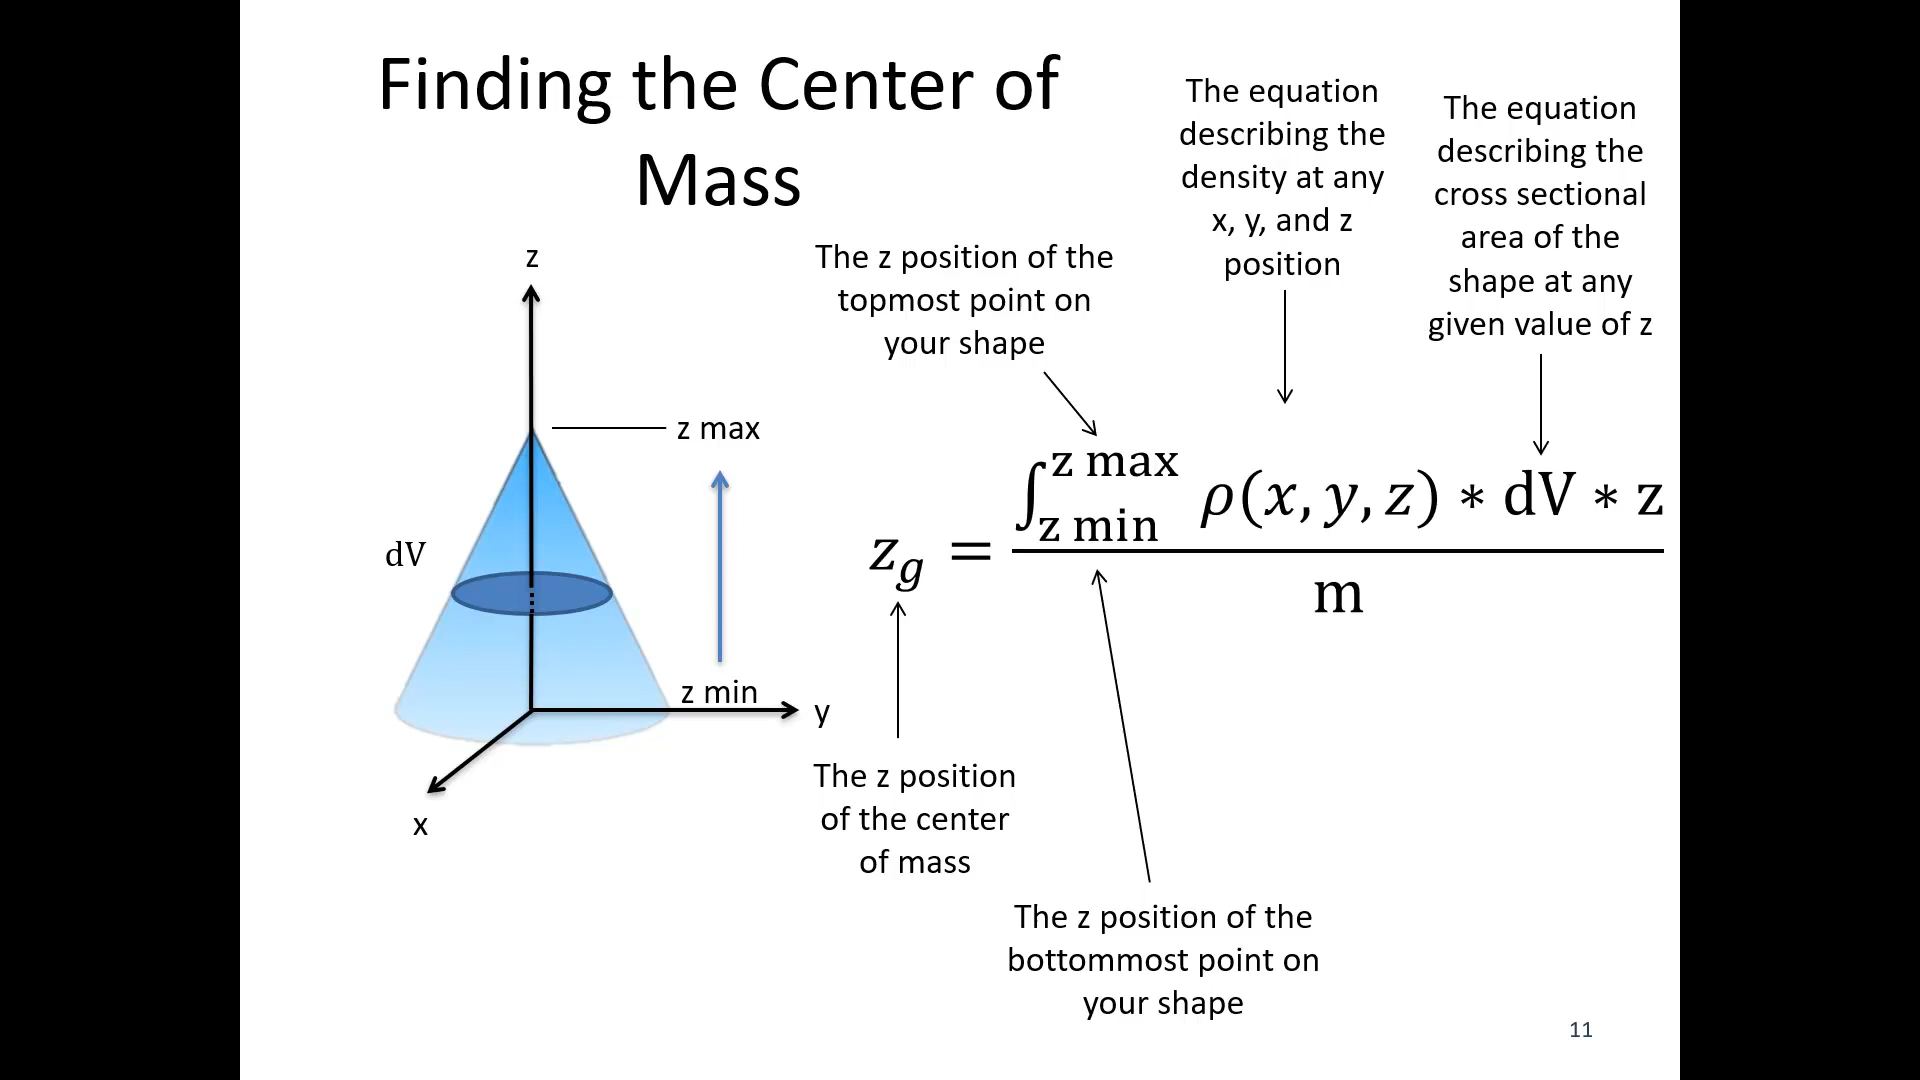 Finding the Center of
Mass
The equation
describing the
density at any
x, y, and z
position
The equation
describing the
cross sectional
area of the
shape at any
given value of z
The z position of the
topmost point on
your shape
z
z max
dV
z min
y
x
z_g = ∫_{z min}^{z max} ρ(x, y, z) * dV * z
m
The z position
of the center
of mass
The z position of the
bottommost point on
your shape
11